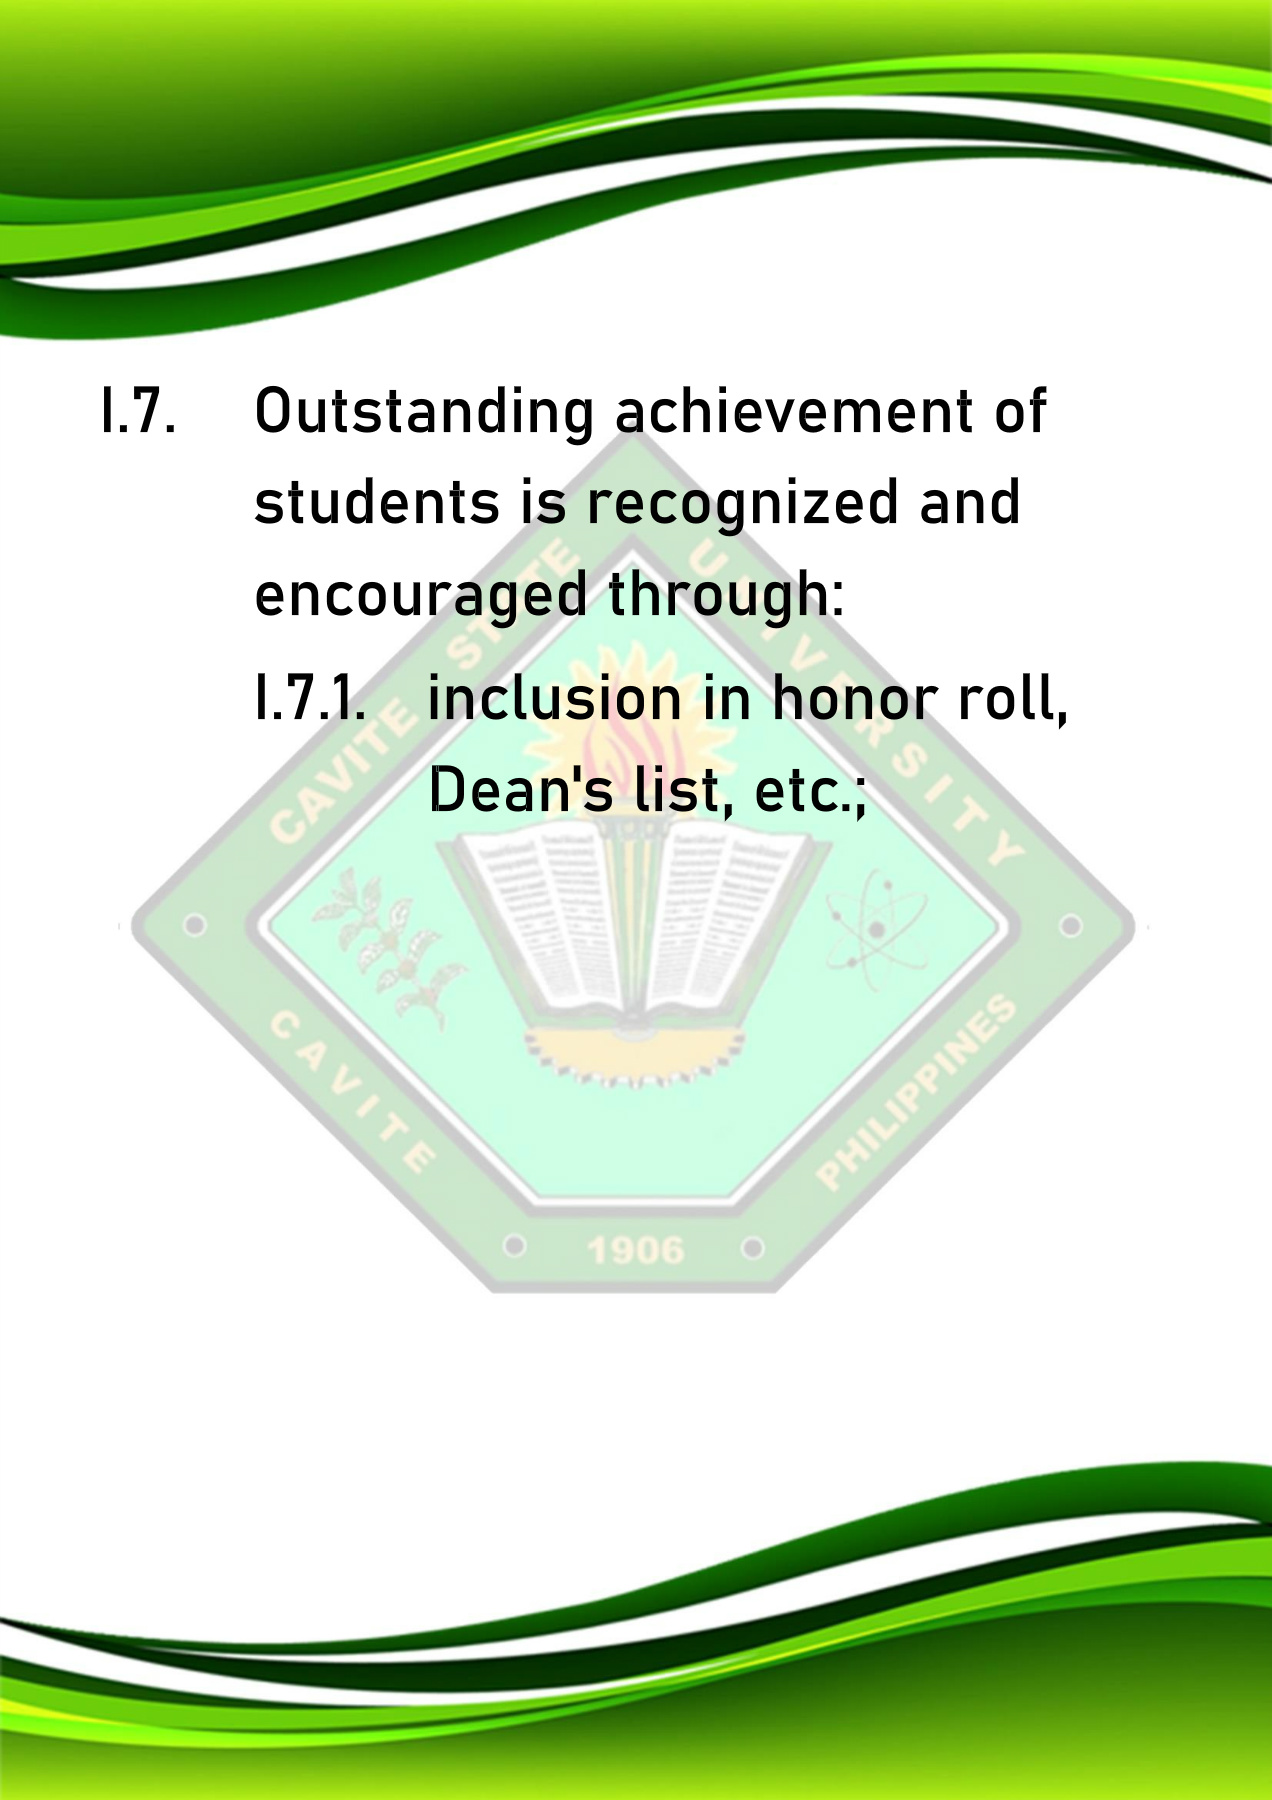 I.7. Outstanding achievement of
students is recognized and
encouraged through:
I.7.1. inclusion in honor roll,
Dean's list, etc.;
CAVITE STATE UNIVERSITY
CAVITE
PHILIPPINES
1906